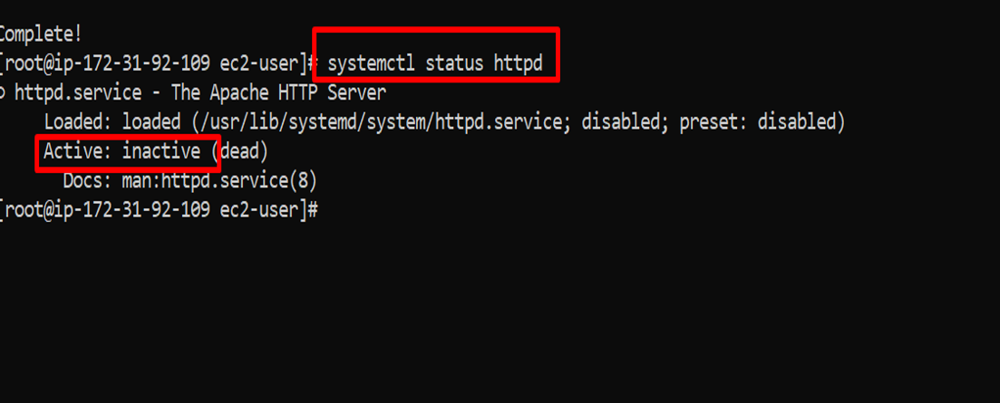 Complete!
[root@ip-172-31-92-109 ec2-user]# systemctl status httpd
○ httpd.service - The Apache HTTP Server
Loaded: loaded (/usr/lib/systemd/system/httpd.service; disabled; preset: disabled)
Active: inactive (dead)
Docs: man:httpd.service(8)
[root@ip-172-31-92-109 ec2-user]#